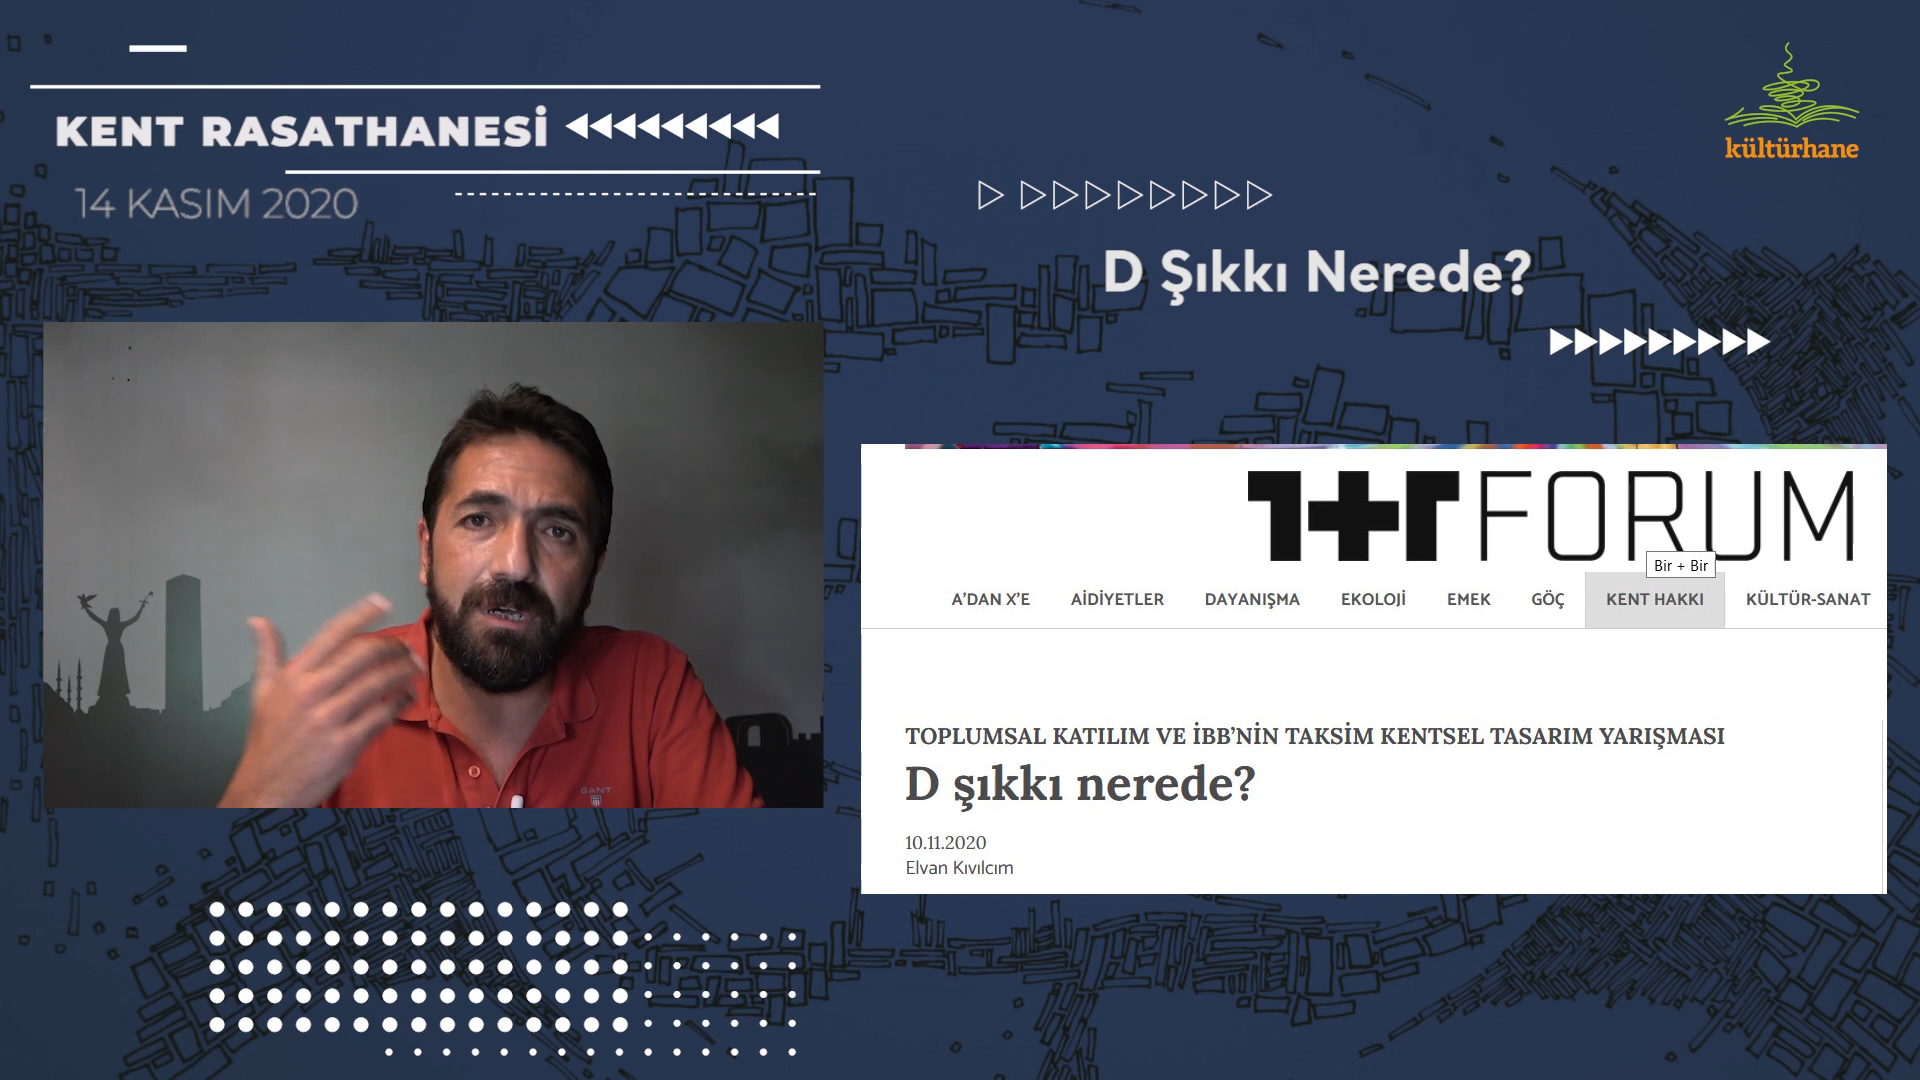 KENT RASATHANESİ
14 KASIM 2020
kültürhane
D Şıkkı Nerede?
GANT
1+1 FORUM
Bir + Bir
A'DAN X'E AİDİYETLER DAYANIŞMA EKOLOJİ EMEK GÖÇ KENT HAKKI KÜLTÜR-SANAT
TOPLUMSAL KATILIM VE İBB'NİN TAKSİM KENTSEL TASARIM YARIŞMASI
D şıkkı nerede?
10.11.2020
Elvan Kıvılcım